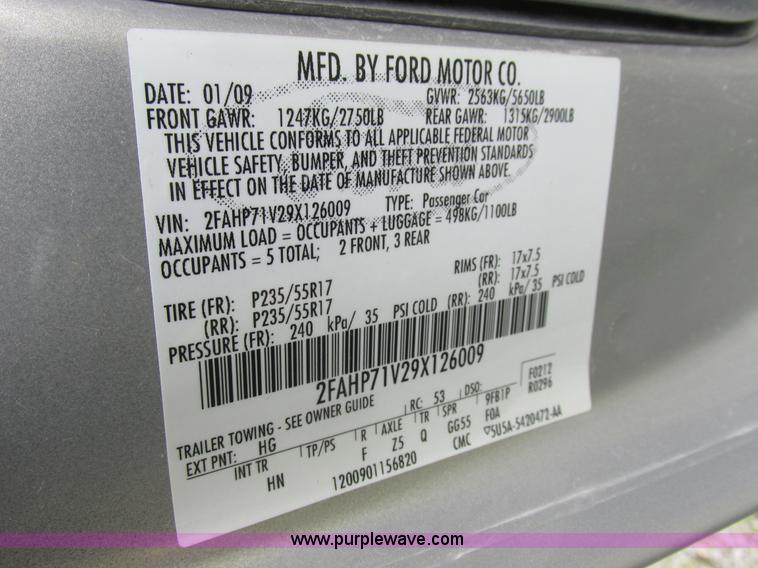 MFD. BY FORD MOTOR CO.
DATE: 01/09 GVWR: 2563KG/5650LB
FRONT GAWR: 1247KG/2750LB REAR GAWR: 1315KG/2900LB
THIS VEHICLE CONFORMS TO ALL APPLICABLE FEDERAL MOTOR
VEHICLE SAFETY, BUMPER, AND THEFT PREVENTION STANDARDS
IN EFFECT ON THE DATE OF MANUFACTURE SHOWN ABOVE.
VIN: 2FAHP71V29X126009 TYPE: Passenger Car
MAXIMUM LOAD = OCCUPANTS + LUGGAGE = 498KG/1100LB
OCCUPANTS = 5 TOTAL; 2 FRONT, 3 REAR
TIRE (FR): P235/55R17 RIMS (FR): 17x7.5
(RR): P235/55R17 (RR): 17x7.5
PRESSURE (FR): 240 kPa/ 35 PSI COLD (RR): 240 kPa/ 35 PSI COLD
2FAHP71V29X126009
F0212
R0296
TRAILER TOWING - SEE OWNER GUIDE RC: 53 DSO:
EXT PNT: HG TP/PS R AXLE TR SPR 9FB1P
INT TR F Z5 Q GG55 F0A
HN 1200901156820 CMC ▽5U5A-5420472-AA
www.purplewave.com